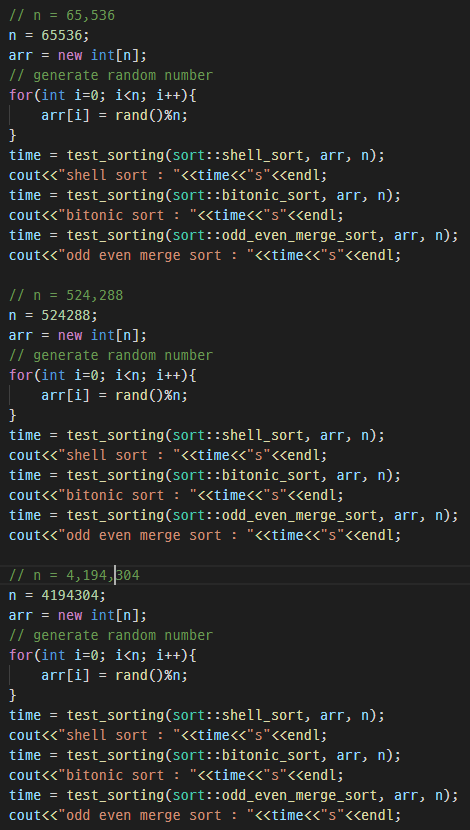 // n = 65,536
n = 65536;
arr = new int[n];
// generate random number
for(int i=0; i<n; i++){
    arr[i] = rand()%n;
}
time = test_sorting(sort::shell_sort, arr, n);
cout<<"shell sort : "<<time<<"s"<<endl;
time = test_sorting(sort::bitonic_sort, arr, n);
cout<<"bitonic sort : "<<time<<"s"<<endl;
time = test_sorting(sort::odd_even_merge_sort, arr, n);
cout<<"odd even merge sort : "<<time<<"s"<<endl;

// n = 524,288
n = 524288;
arr = new int[n];
// generate random number
for(int i=0; i<n; i++){
    arr[i] = rand()%n;
}
time = test_sorting(sort::shell_sort, arr, n);
cout<<"shell sort : "<<time<<"s"<<endl;
time = test_sorting(sort::bitonic_sort, arr, n);
cout<<"bitonic sort : "<<time<<"s"<<endl;
time = test_sorting(sort::odd_even_merge_sort, arr, n);
cout<<"odd even merge sort : "<<time<<"s"<<endl;

// n = 4,194,304
n = 4194304;
arr = new int[n];
// generate random number
for(int i=0; i<n; i++){
    arr[i] = rand()%n;
}
time = test_sorting(sort::shell_sort, arr, n);
cout<<"shell sort : "<<time<<"s"<<endl;
time = test_sorting(sort::bitonic_sort, arr, n);
cout<<"bitonic sort : "<<time<<"s"<<endl;
time = test_sorting(sort::odd_even_merge_sort, arr, n);
cout<<"odd even merge sort : "<<time<<"s"<<endl;